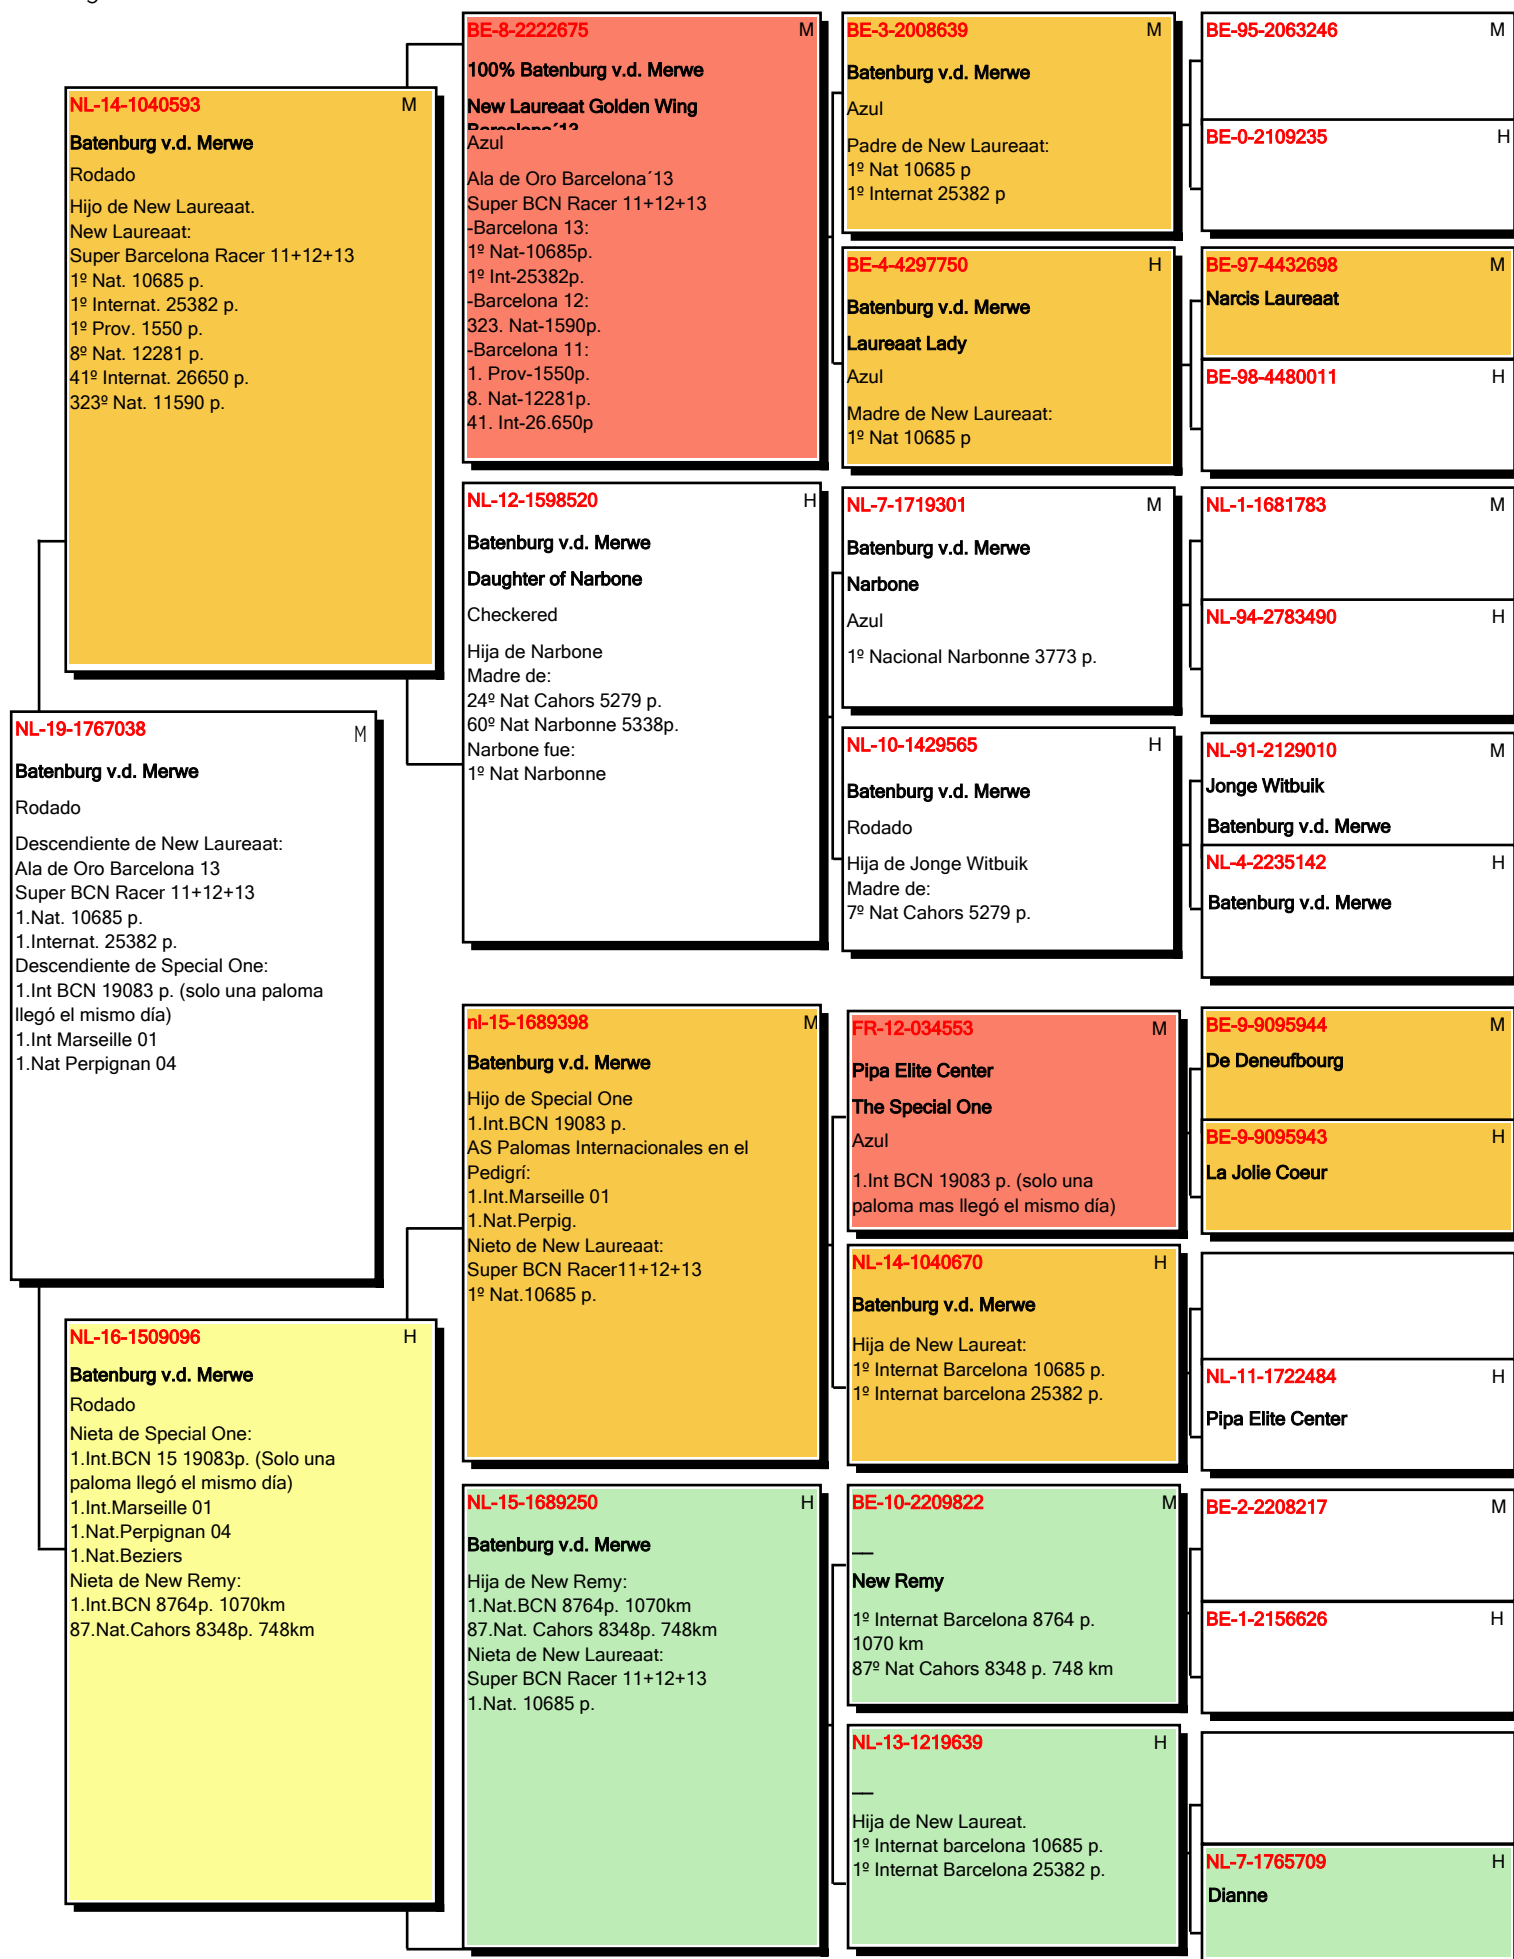 BE-8-2222675 M
100% Batenburg v.d. Merwe
New Laureaat Golden Wing
Barcelona´13
Azul
Ala de Oro Barcelona´13
Super BCN Racer 11+12+13
-Barcelona 13:
1º Nat-10685p.
1º Int-25382p.
-Barcelona 12:
323. Nat-1590p.
-Barcelona 11:
1. Prov-1550p.
8. Nat-12281p.
41. Int-26.650p
BE-3-2008639 M
Batenburg v.d. Merwe
Azul
Padre de New Laureaat:
1º Nat 10685 p
1º Internat 25382 p
BE-95-2063246 M
BE-0-2109235 H
NL-14-1040593 M
Batenburg v.d. Merwe
Rodado
Hijo de New Laureaat.
New Laureaat:
Super Barcelona Racer 11+12+13
1º Nat. 10685 p.
1º Internat. 25382 p.
1º Prov. 1550 p.
8º Nat. 12281 p.
41º Internat. 26650 p.
323º Nat. 11590 p.
BE-4-4297750 H
Batenburg v.d. Merwe
Laureaat Lady
Azul
Madre de New Laureaat:
1º Nat 10685 p
BE-97-4432698 M
Narcis Laureaat
BE-98-4480011 H
NL-12-1598520 H
Batenburg v.d. Merwe
Daughter of Narbone
Checkered
Hija de Narbone
Madre de:
24º Nat Cahors 5279 p.
60º Nat Narbonne 5338p.
Narbone fue:
1º Nat Narbonne
NL-7-1719301 M
Batenburg v.d. Merwe
Narbone
Azul
1º Nacional Narbonne 3773 p.
NL-1-1681783 M
NL-94-2783490 H
NL-10-1429565 H
Batenburg v.d. Merwe
Rodado
Hija de Jonge Witbuik
Madre de:
7º Nat Cahors 5279 p.
NL-91-2129010 M
Jonge Witbuik
Batenburg v.d. Merwe
NL-4-2235142 H
Batenburg v.d. Merwe
NL-19-1767038 M
Batenburg v.d. Merwe
Rodado
Descendiente de New Laureaat:
Ala de Oro Barcelona 13
Super BCN Racer 11+12+13
1.Nat. 10685 p.
1.Internat. 25382 p.
Descendiente de Special One:
1.Int BCN 19083 p. (solo una
paloma
llegó el mismo día)
1.Int Marseille 01
1.Nat Perpignan 04
nl-15-1689398 M
Batenburg v.d. Merwe
Hijo de Special One
1.Int.BCN 19083 p.
AS Palomas Internacionales en el
Pedigrí:
1.Int.Marseille 01
1.Nat.Perpig.
Nieto de New Laureaat:
Super BCN Racer11+12+13
1º Nat.10685 p.
FR-12-034553 M
Pipa Elite Center
The Special One
Azul
1.Int BCN 19083 p. (solo una
paloma mas llegó el mismo día)
BE-9-9095944 M
De Deneufbourg
BE-9-9095943 H
La Jolie Coeur
NL-14-1040670 H
Batenburg v.d. Merwe
Hija de New Laureat:
1º Internat Barcelona 10685 p.
1º Internat barcelona 25382 p.
NL-11-1722484 H
Pipa Elite Center
NL-16-1509096 H
Batenburg v.d. Merwe
Rodado
Nieta de Special One:
1.Int.BCN 15 19083p. (Solo una
paloma llegó el mismo día)
1.Int.Marseille 01
1.Nat.Perpignan 04
1.Nat.Beziers
Nieta de New Remy:
1.Int.BCN 8764p. 1070km
87.Nat.Cahors 8348p. 748km
NL-15-1689250 H
Batenburg v.d. Merwe
Hija de New Remy:
1.Nat.BCN 8764p. 1070km
87.Nat. Cahors 8348p. 748km
Nieta de New Laureaat:
Super BCN Racer 11+12+13
1.Nat. 10685 p.
BE-10-2209822 M
__
New Remy
1º Internat Barcelona 8764 p.
1070 km
87º Nat Cahors 8348 p. 748 km
BE-2-2208217 M
BE-1-2156626 H
NL-13-1219639 H
__
Hija de New Laureat.
1º Internat barcelona 10685 p.
1º Internat Barcelona 25382 p.
NL-7-1765709 H
Dianne